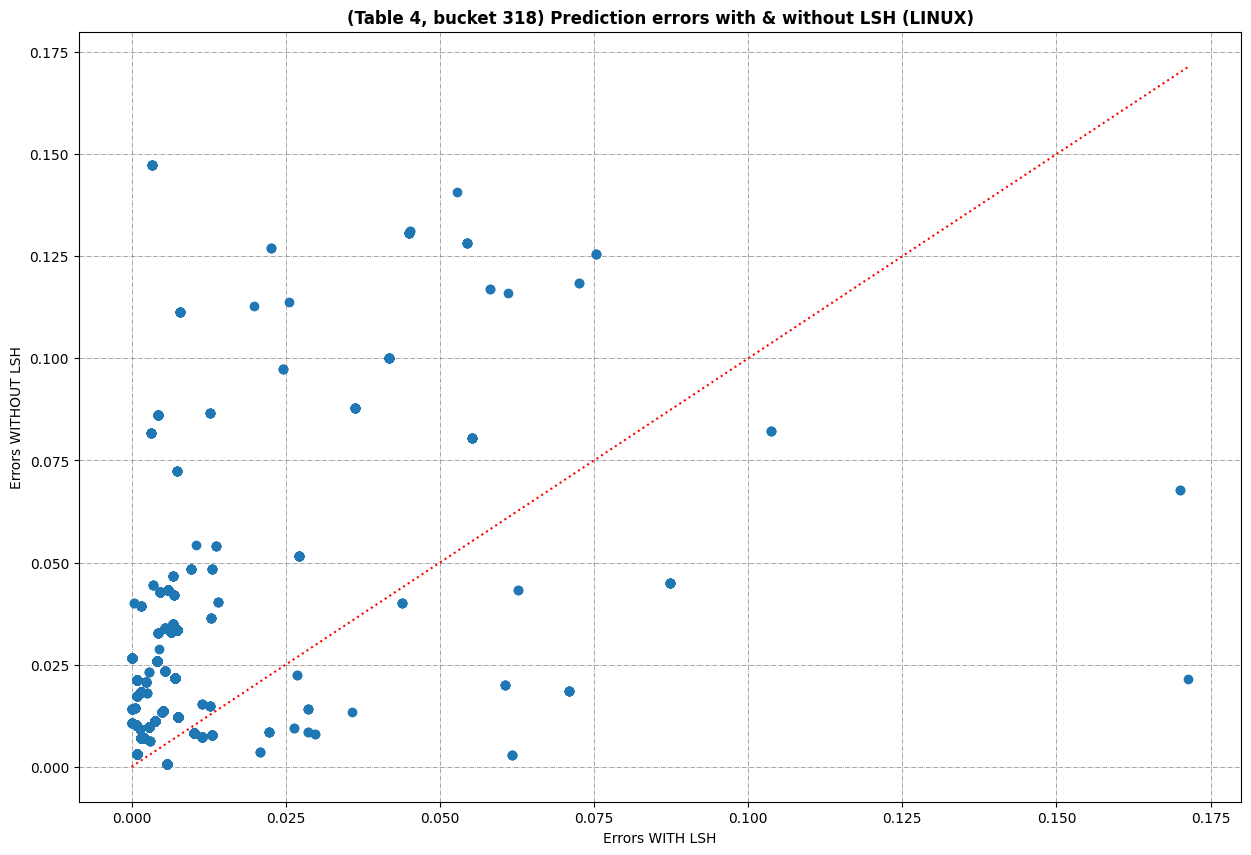 (Table 4, bucket 318) Prediction errors with & without LSH (LINUX)
0.175
0.150
0.125
0.100
0.075
0.050
0.025
0.000
Errors WITHOUT LSH
0.000 0.025 0.050 0.075 0.100 0.125 0.150 0.175
Errors WITH LSH